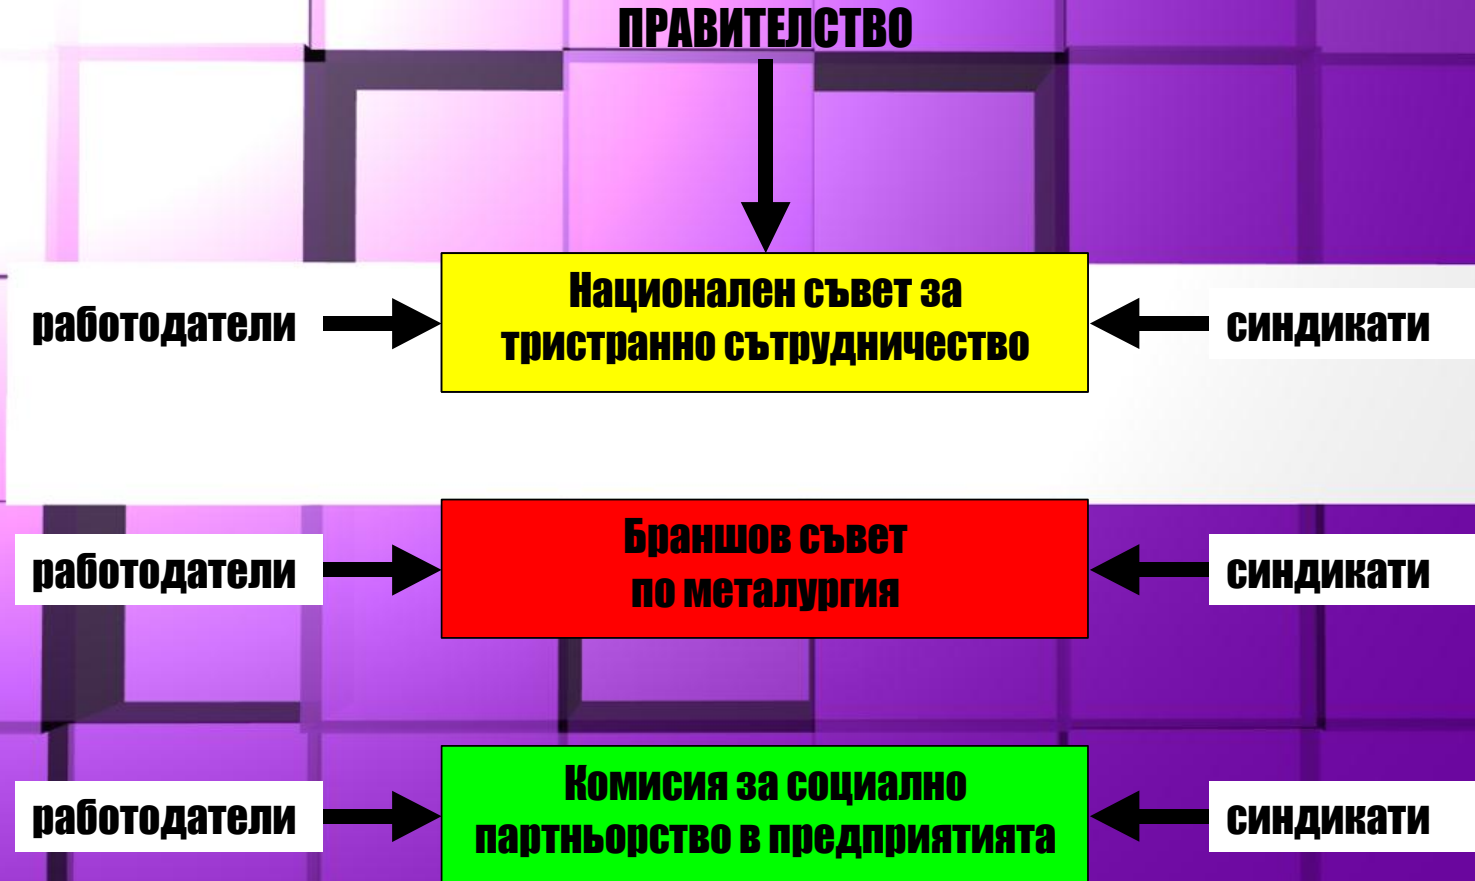 ПРАВИТЕЛСТВО
Национален съвет за
тристранно сътрудничество
работодатели
синдикати
Браншов съвет
по металургия
работодатели
синдикати
Комисия за социално
партньорство в предприятията
работодатели
синдикати